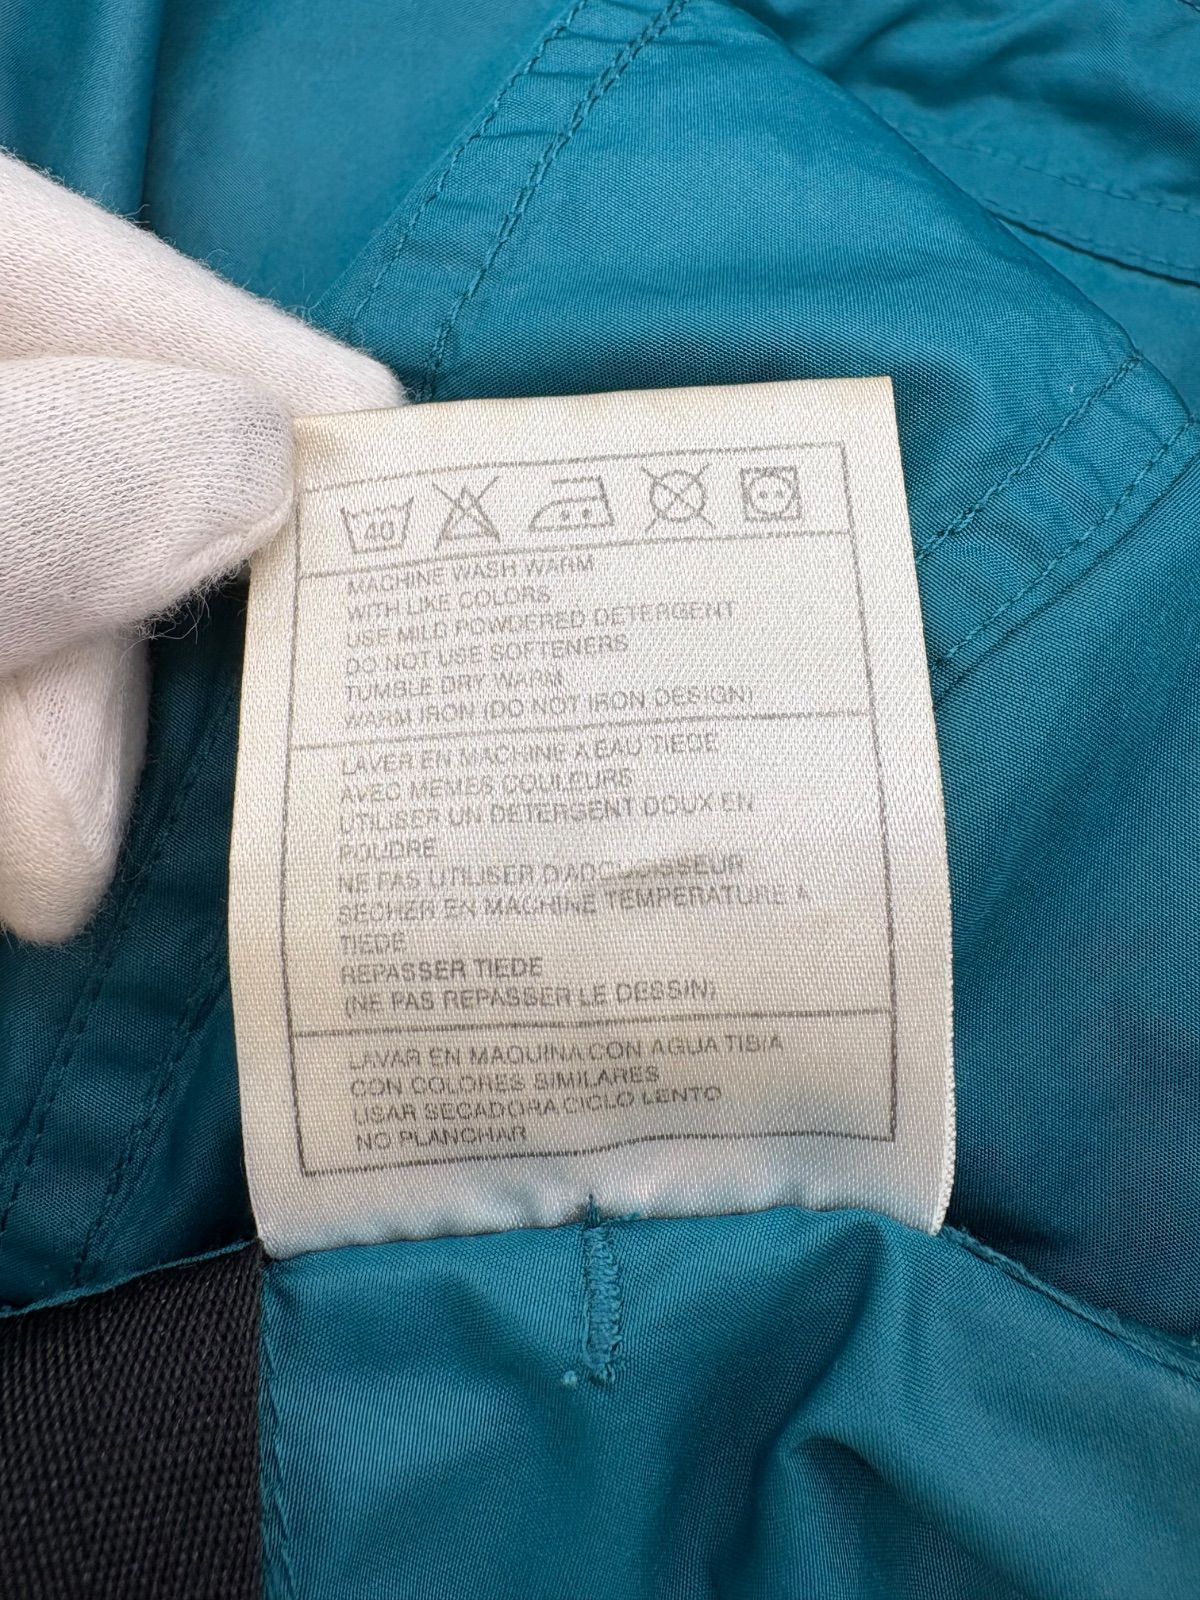 40
MACHINE WASH WARM
WITH LIKE COLORS
USE MILD POWDERED DETERGENT
DO NOT USE SOFTENERS
TUMBLE DRY WARM
WARM IRON (DO NOT IRON DESIGN)
LAVER EN MACHINE A EAU TIEDE
AVEC MEMES COULEURS
UTILISER UN DETERGENT DOUX EN
POUDRE
NE PAS UTILISER D'ADOUCISSEUR
SECHER EN MACHINE TEMPERATURE A
TIEDE
REPASSER TIEDE
(NE PAS REPASSER LE DESSIN)
LAVAR EN MAQUINA CON AGUA TIBIA
CON COLORES SIMILARES
USAR SECADORA CICLO LENTO
NO PLANCHAR